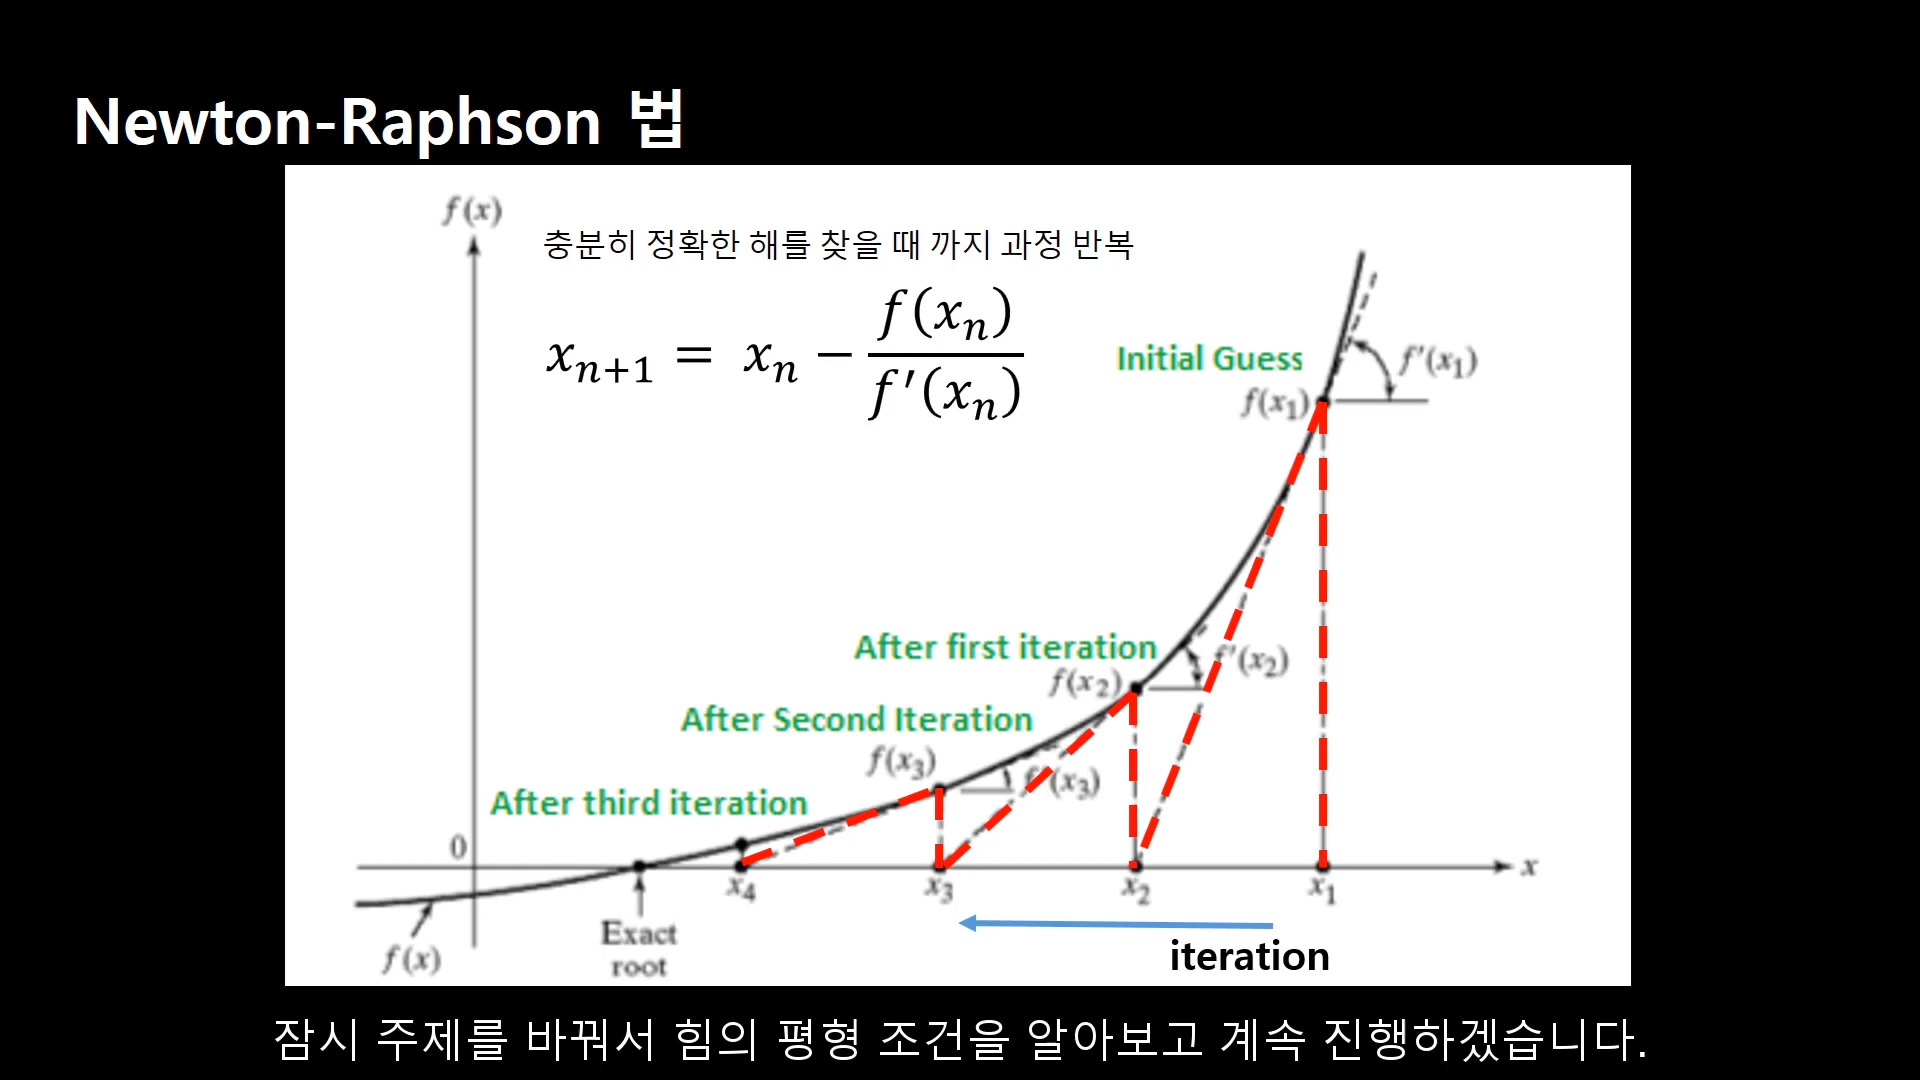 Newton-Raphson 법
f(x)
충분히 정확한 해를 찾을 때 까지 과정 반복
xₙ₊₁ = xₙ − f(xₙ) / f′(xₙ)
Initial Guess
f′(x₁)
f(x₁)
After first iteration
f′(x₂)
f(x₂)
After Second Iteration
f(x₃)
f′(x₃)
After third iteration
0
x
x₄
x₃
x₂
x₁
Exact
root
f(x)
iteration
잠시 주제를 바꿔서 힘의 평형 조건을 알아보고 계속 진행하겠습니다.